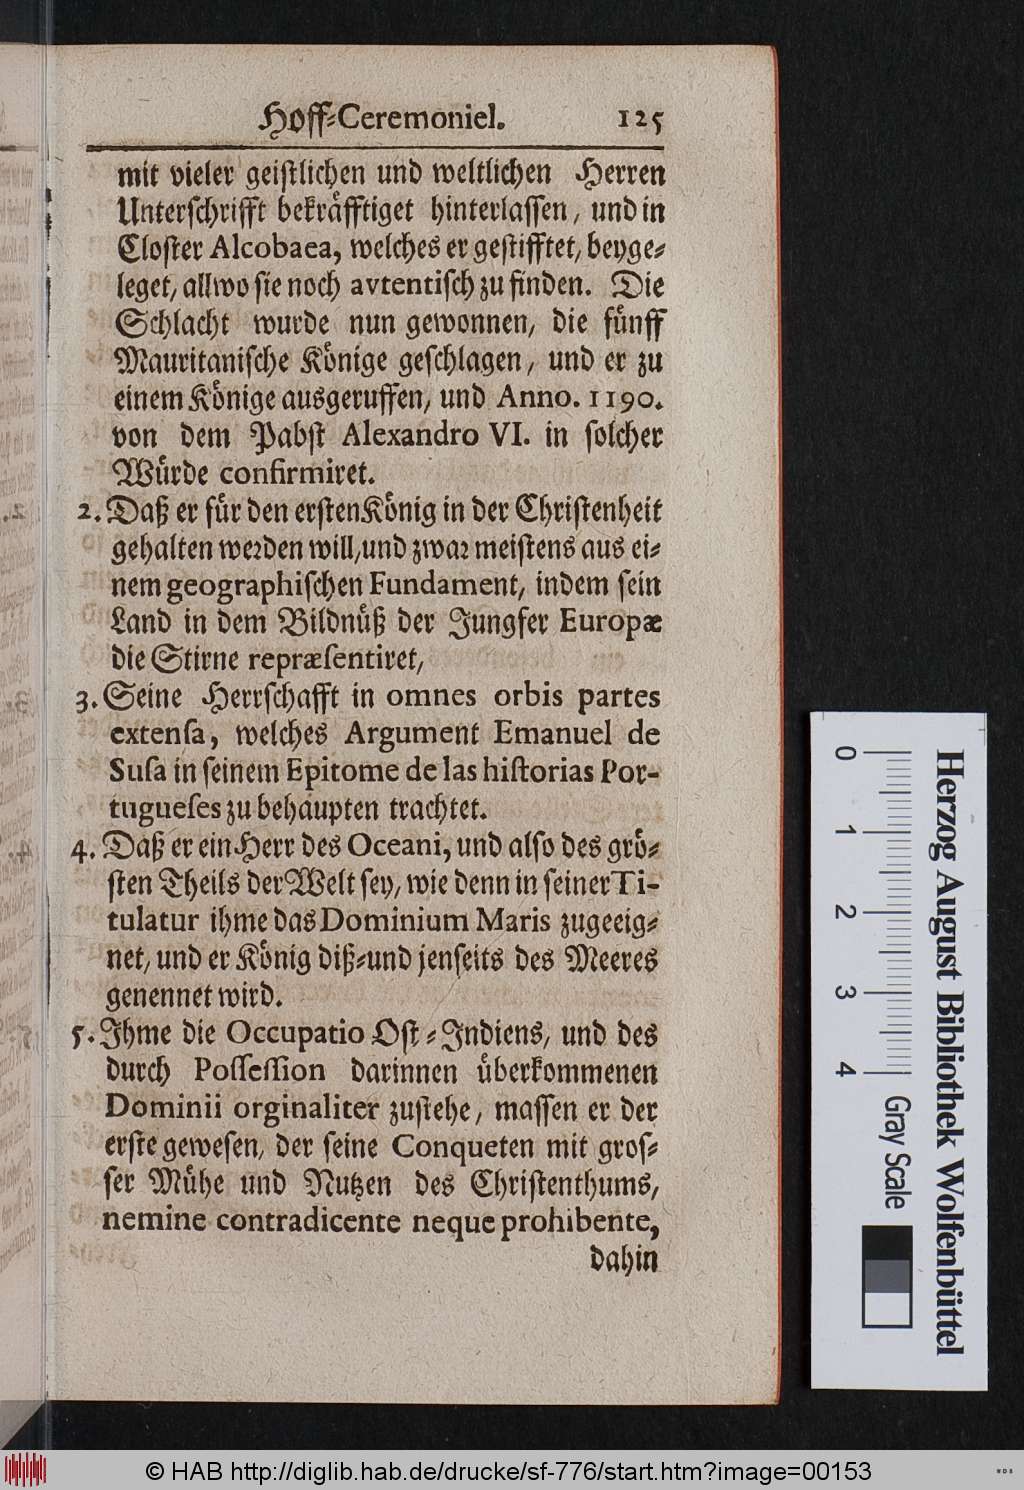 Hoff-Ceremoniel. 125
mit vieler geistlichen und weltlichen Herren
Unterschrifft bekräfftiget hinterlassen, und in
Closter Alcobaea, welches er gestifftet, beyge-
leget, allwo sie noch avtentisch zu finden. Die
Schlacht wurde nun gewonnen, die fünff
Mauritanische Könige geschlagen, und er zu
einem Könige ausgeruffen, und Anno. 1190.
von dem Pabst Alexandro VI. in solcher
Würde confirmiret.
2. Daß er für den ersten König in der Christenheit
gehalten werden will, und zwar meistens aus ei-
nem geographischen Fundament, indem sein
Land in dem Bildnüß der Jungfer Europæ
die Stirne repræsentiret,
3. Seine Herrschafft in omnes orbis partes
extensa, welches Argument Emanuel de
Susa in seinem Epitome de las historias Por-
tugueses zu behaupten trachtet.
4. Daß er ein Herr des Oceani, und also des grö-
sten Theils der Welt sey, wie denn in seiner Ti-
tulatur ihme das Dominium Maris zugeeig-
net, und er König diß-und jenseits des Meeres
genennet wird.
5. Ihme die Occupatio Ost-Indiens, und des
durch Possession darinnen überkommenen
Dominii orginaliter zustehe, massen er der
erste gewesen, der seine Conqueten mit gros-
ser Mühe und Nutzen des Christenthums,
nemine contradicente neque prohibente,
dahin
0 1 2 3 4 Gray Scale
Herzog August Bibliothek Wolfenbüttel
© HAB http://diglib.hab.de/drucke/sf-776/start.htm?image=00153